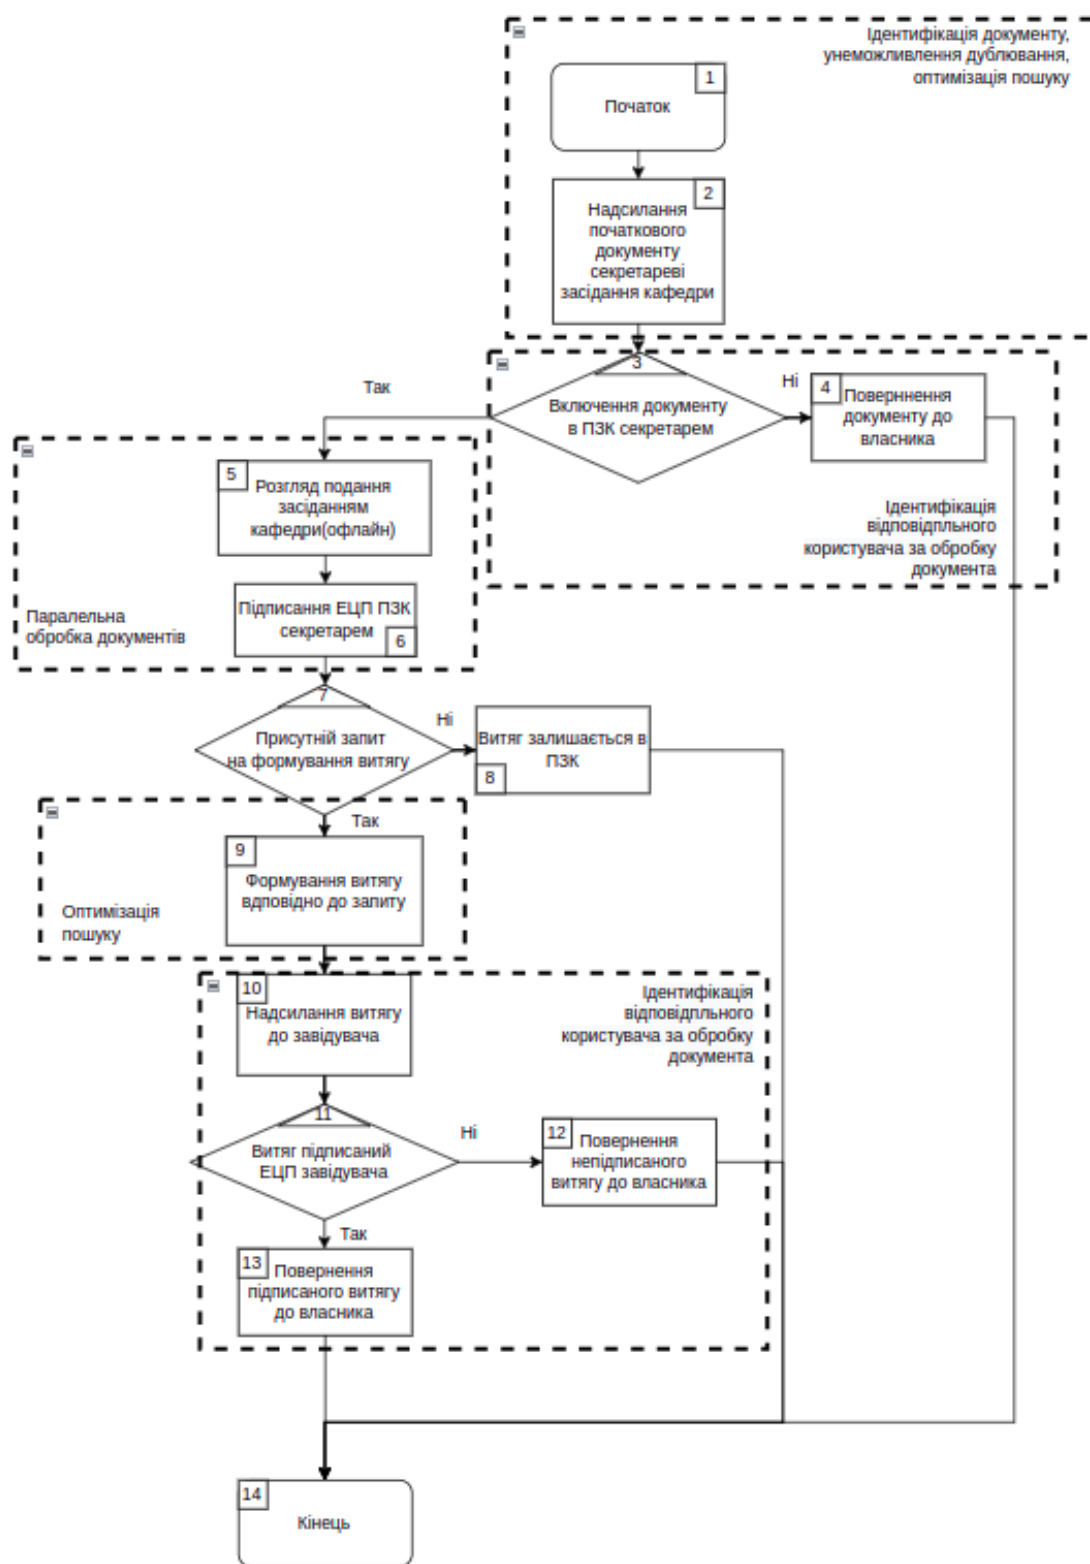 Ідентифікація документу,
унеможливлення дублювання,
оптимізація пошуку
1
Початок
2
Надсилання
початкового
документу
секретареві
засідання кафедри
3
Включення документу
в ПЗК секретарем
Так
Ні
4
Поверннення
документу до
власника
Ідентифікація
відповідпльного
користувача за обробку
документа
5
Розгляд подання
засіданням
кафедри(офлайн)
Підписання ЕЦП ПЗК
секретарем
6
Паралельна
обробка документів
7
Присутній запит
на формування витягу
Ні
Витяг залишається в
ПЗК
8
Так
9
Формування витягу
вдповідно до запиту
Оптимізація
пошуку
10
Надсилання витягу
до завідувача
Ідентифікація
відповідпльного
користувача за обробку
документа
11
Витяг підписаний
ЕЦП завідувача
Ні
12
Повернення
непідписаного
витягу до власника
Так
13
Повернення
підписаного витягу
до власника
14
Кінець